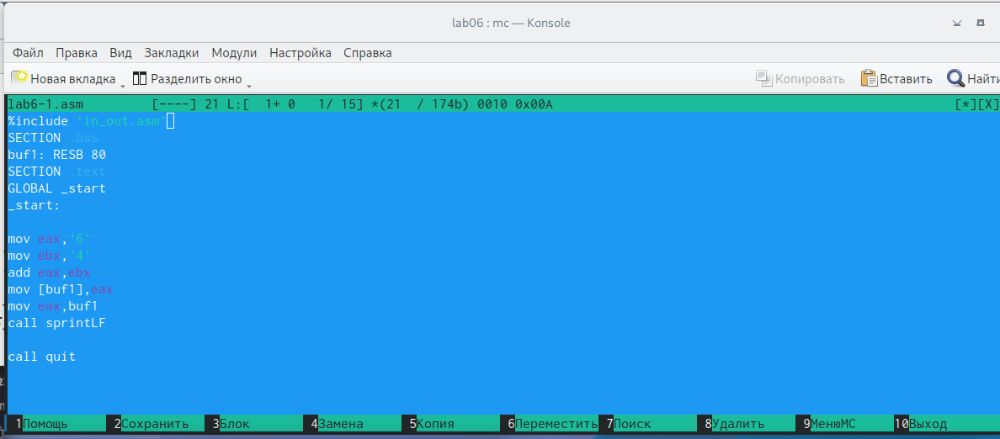 lab06 : mc — Konsole
Файл Правка Вид Закладки Модули Настройка Справка
Новая вкладка Разделить окно Копировать Вставить Найти
lab6-1.asm [----] 21 L:[ 1+ 0 1/ 15] *(21 / 174b) 0010 0x00A [*][X]
%include 'in_out.asm'
SECTION .bss
buf1: RESB 80
SECTION .text
GLOBAL _start
_start:
mov eax,'6'
mov ebx,'4'
add eax,ebx
mov [buf1],eax
mov eax,buf1
call sprintLF
call quit
1Помощь 2Сохранить 3Блок 4Замена 5Копия 6Переместить 7Поиск 8Удалить 9МенюMC 10Выход